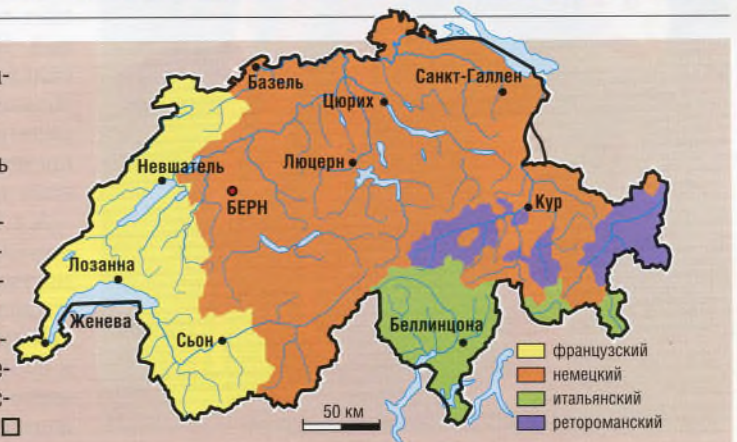 Базель
Санкт-Галлен
Цюрих
Невшатель
Люцерн
БЕРН
Кур
Лозанна
Женева
Сьон
Беллинцона
50 км
французский
немецкий
итальянский
ретороманский